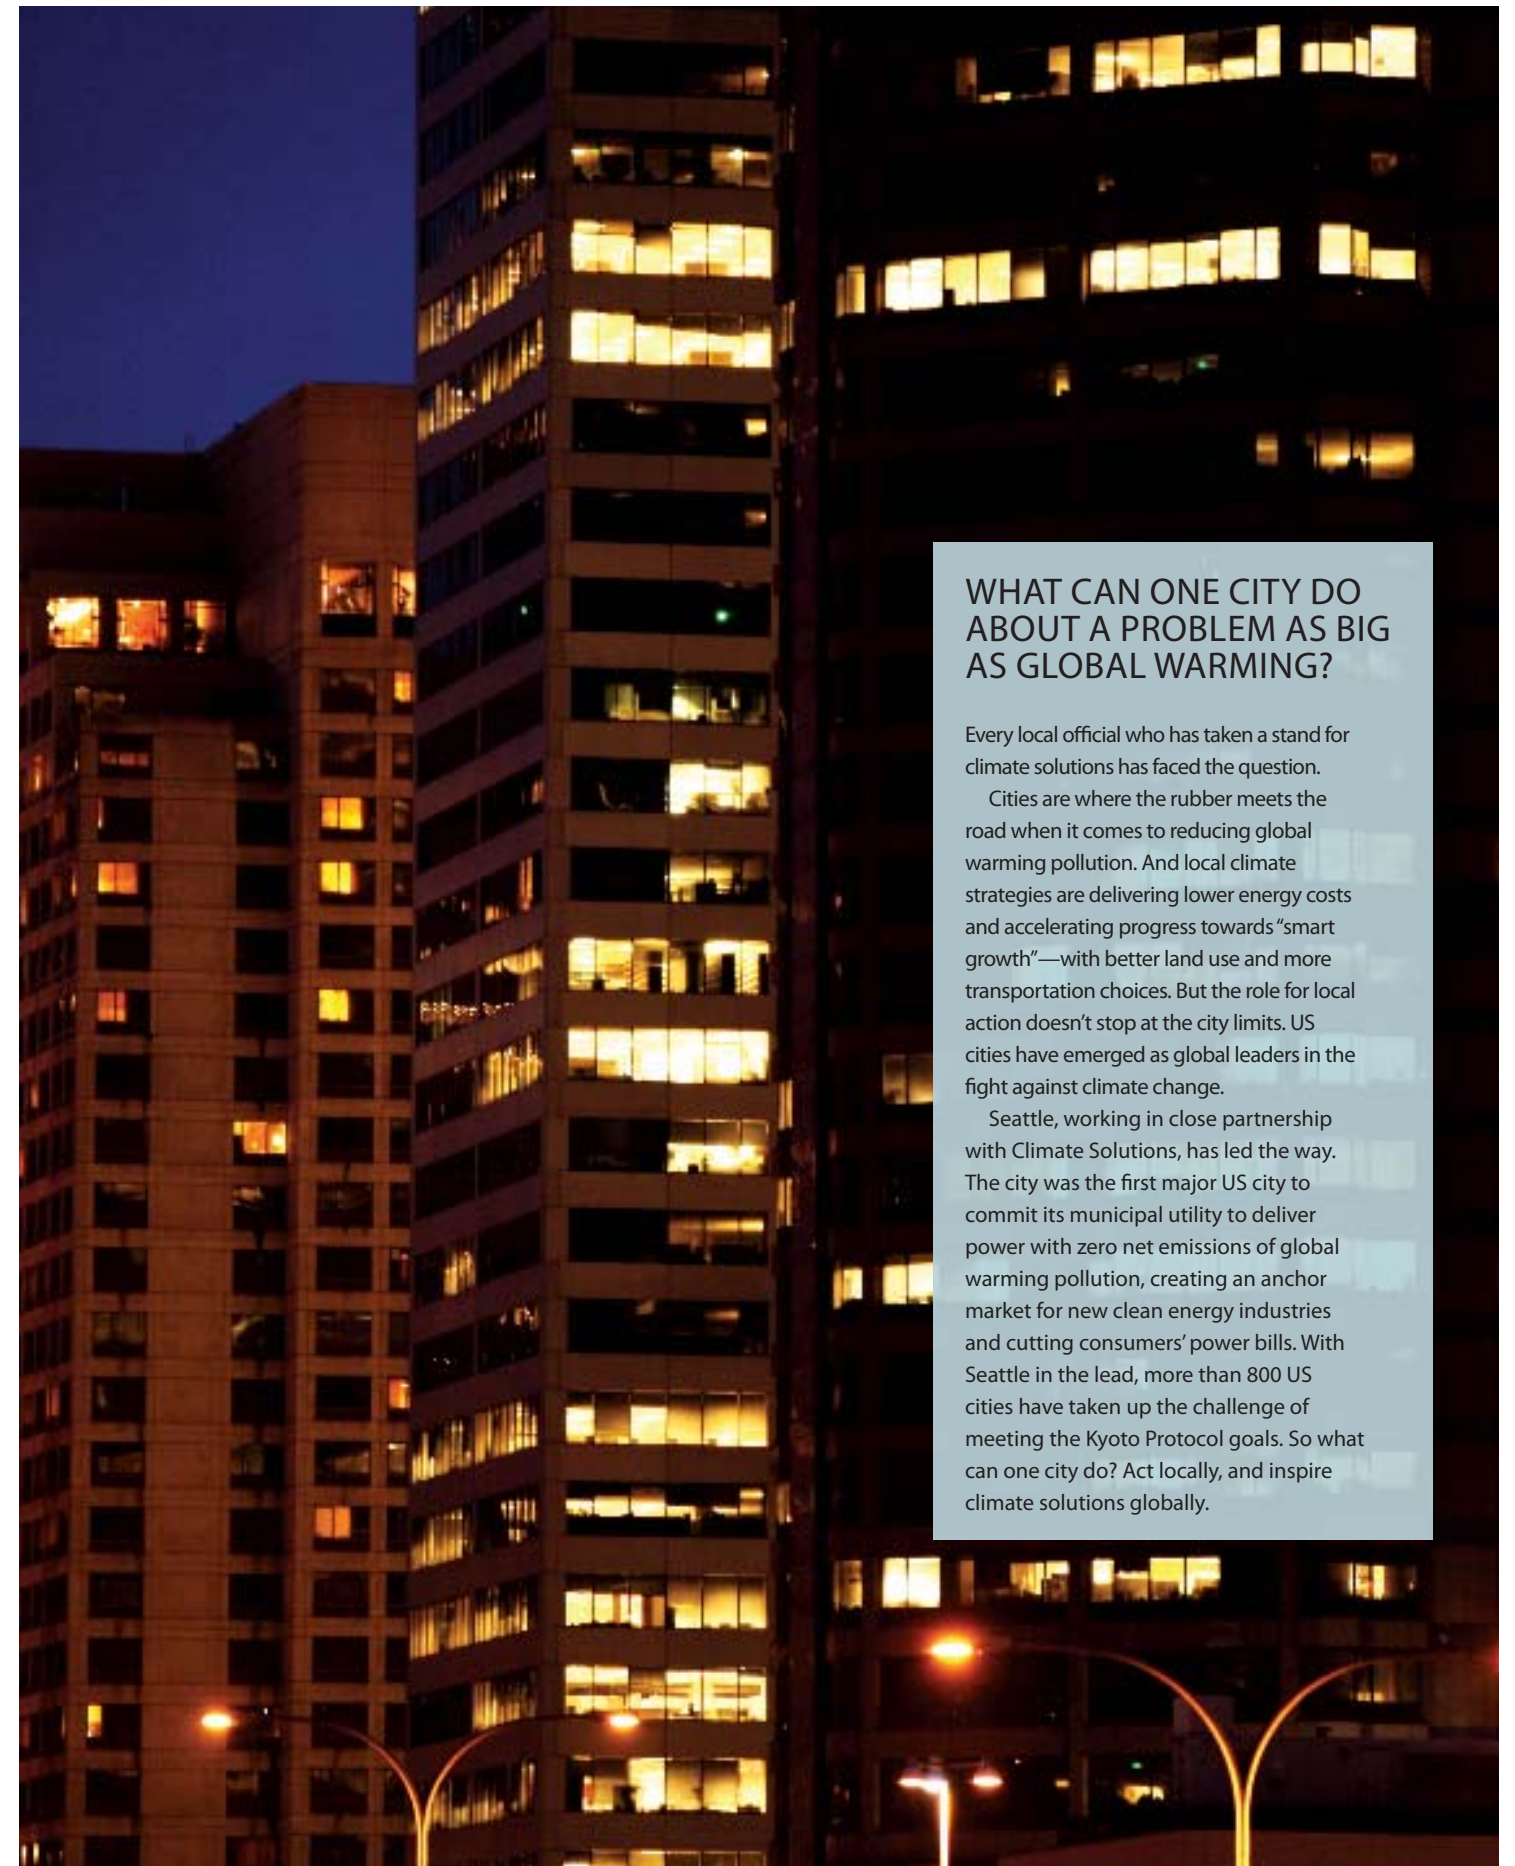 WHAT CAN ONE CITY DO
ABOUT A PROBLEM AS BIG
AS GLOBAL WARMING?
Every local official who has taken a stand for
climate solutions has faced the question.
Cities are where the rubber meets the
road when it comes to reducing global
warming pollution. And local climate
strategies are delivering lower energy costs
and accelerating progress towards “smart
growth”—with better land use and more
transportation choices. But the role for local
action doesn’t stop at the city limits. US
cities have emerged as global leaders in the
fight against climate change.
Seattle, working in close partnership
with Climate Solutions, has led the way.
The city was the first major US city to
commit its municipal utility to deliver
power with zero net emissions of global
warming pollution, creating an anchor
market for new clean energy industries
and cutting consumers’ power bills. With
Seattle in the lead, more than 800 US
cities have taken up the challenge of
meeting the Kyoto Protocol goals. So what
can one city do? Act locally, and inspire
climate solutions globally.